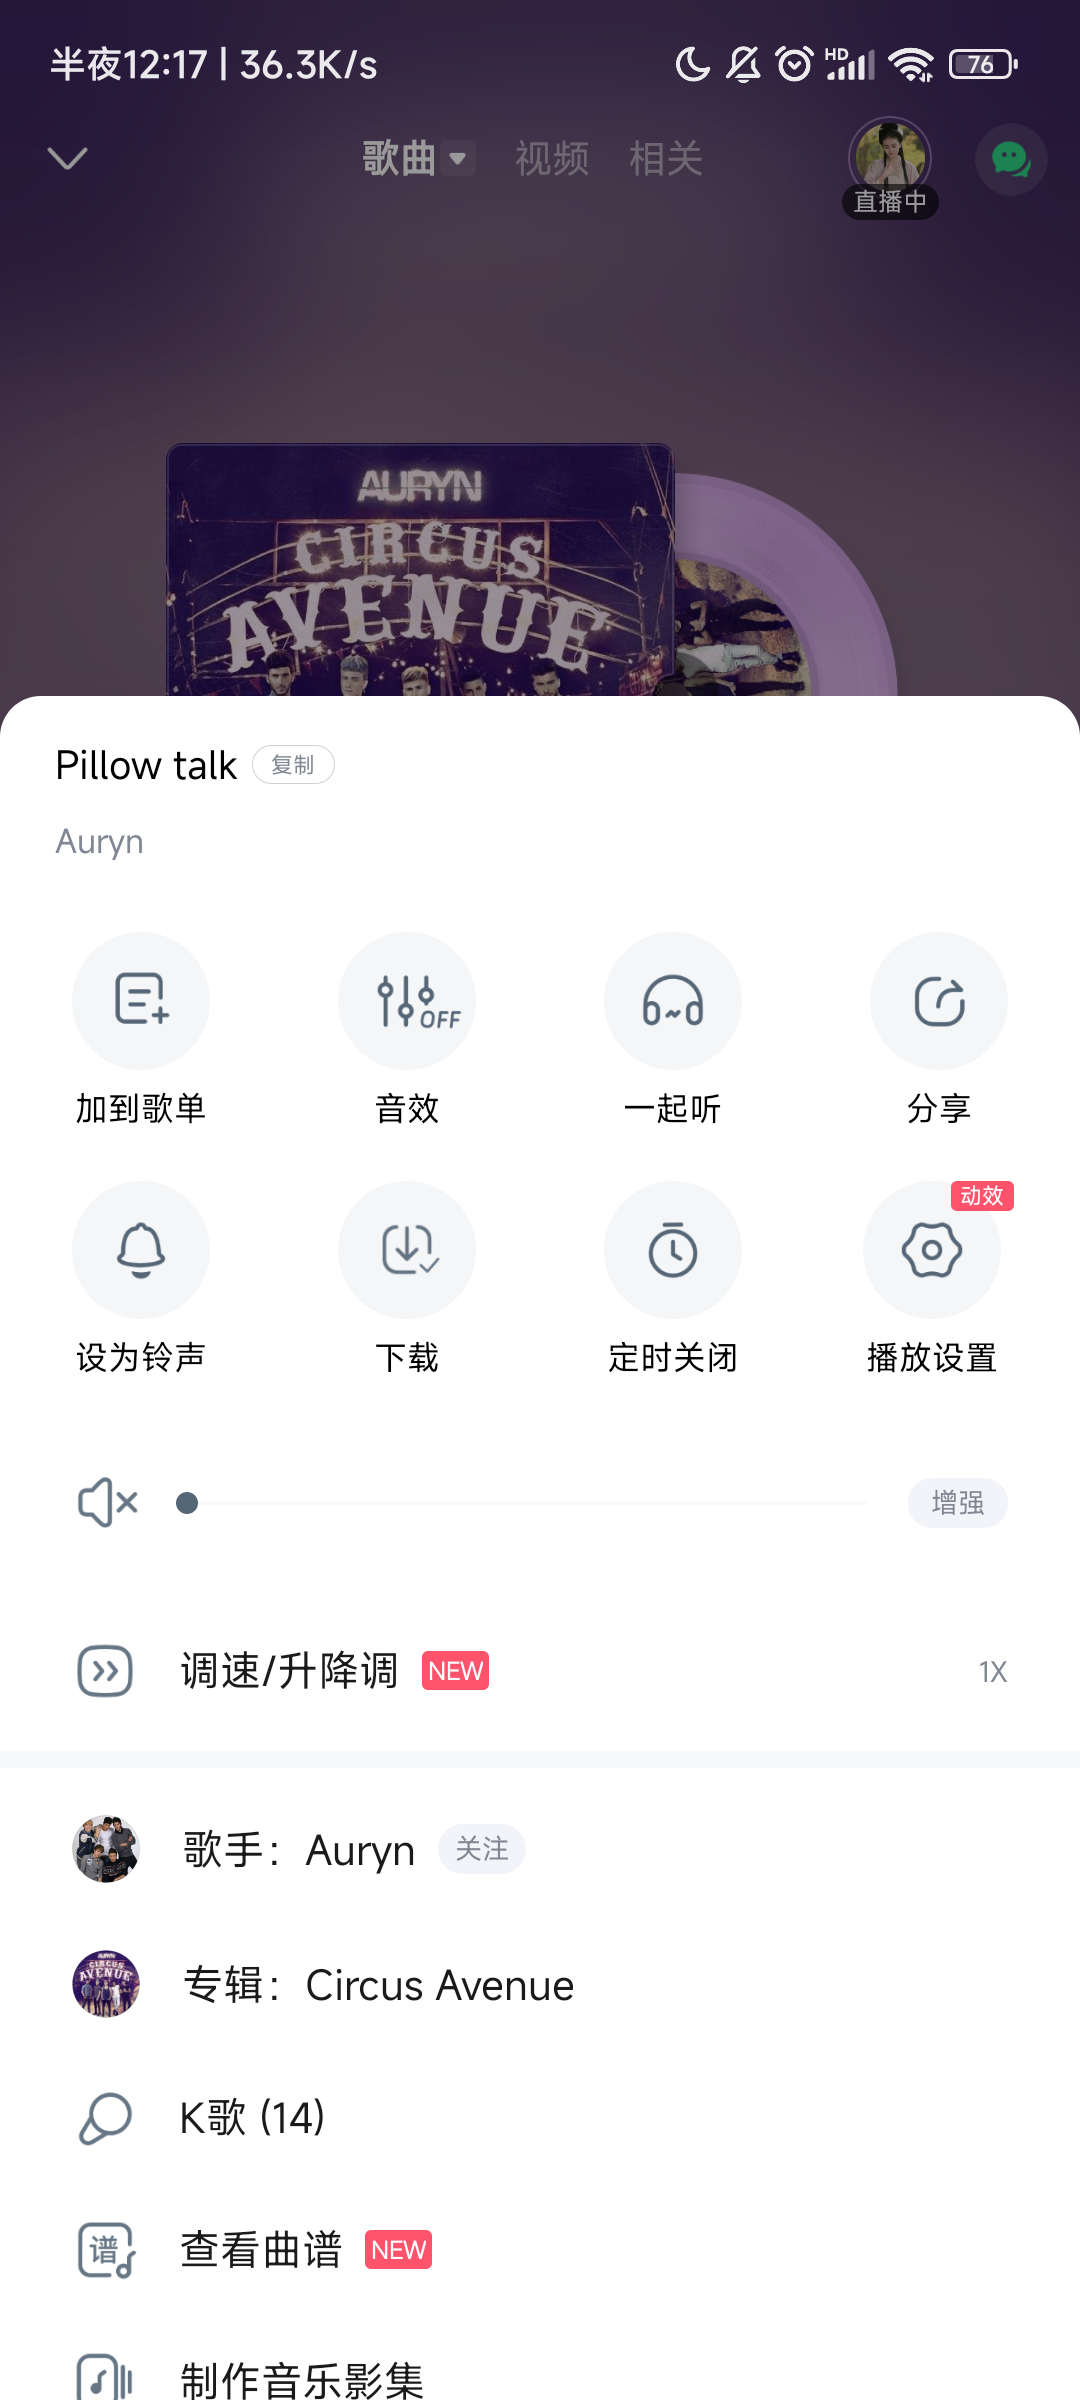 半夜12:17 | 36.3K/s
HD
76
歌曲 视频 相关
直播中
AURYN
CIRCUS
AVENUE
Pillow talk 复制
Auryn
OFF
加到歌单 音效 一起听 分享
动效
设为铃声 下载 定时关闭 播放设置
增强
调速/升降调 NEW 1X
歌手：Auryn 关注
AURYN
CIRCUS
AVENUE
专辑：Circus Avenue
K歌 (14)
谱
查看曲谱 NEW
制作音乐影集